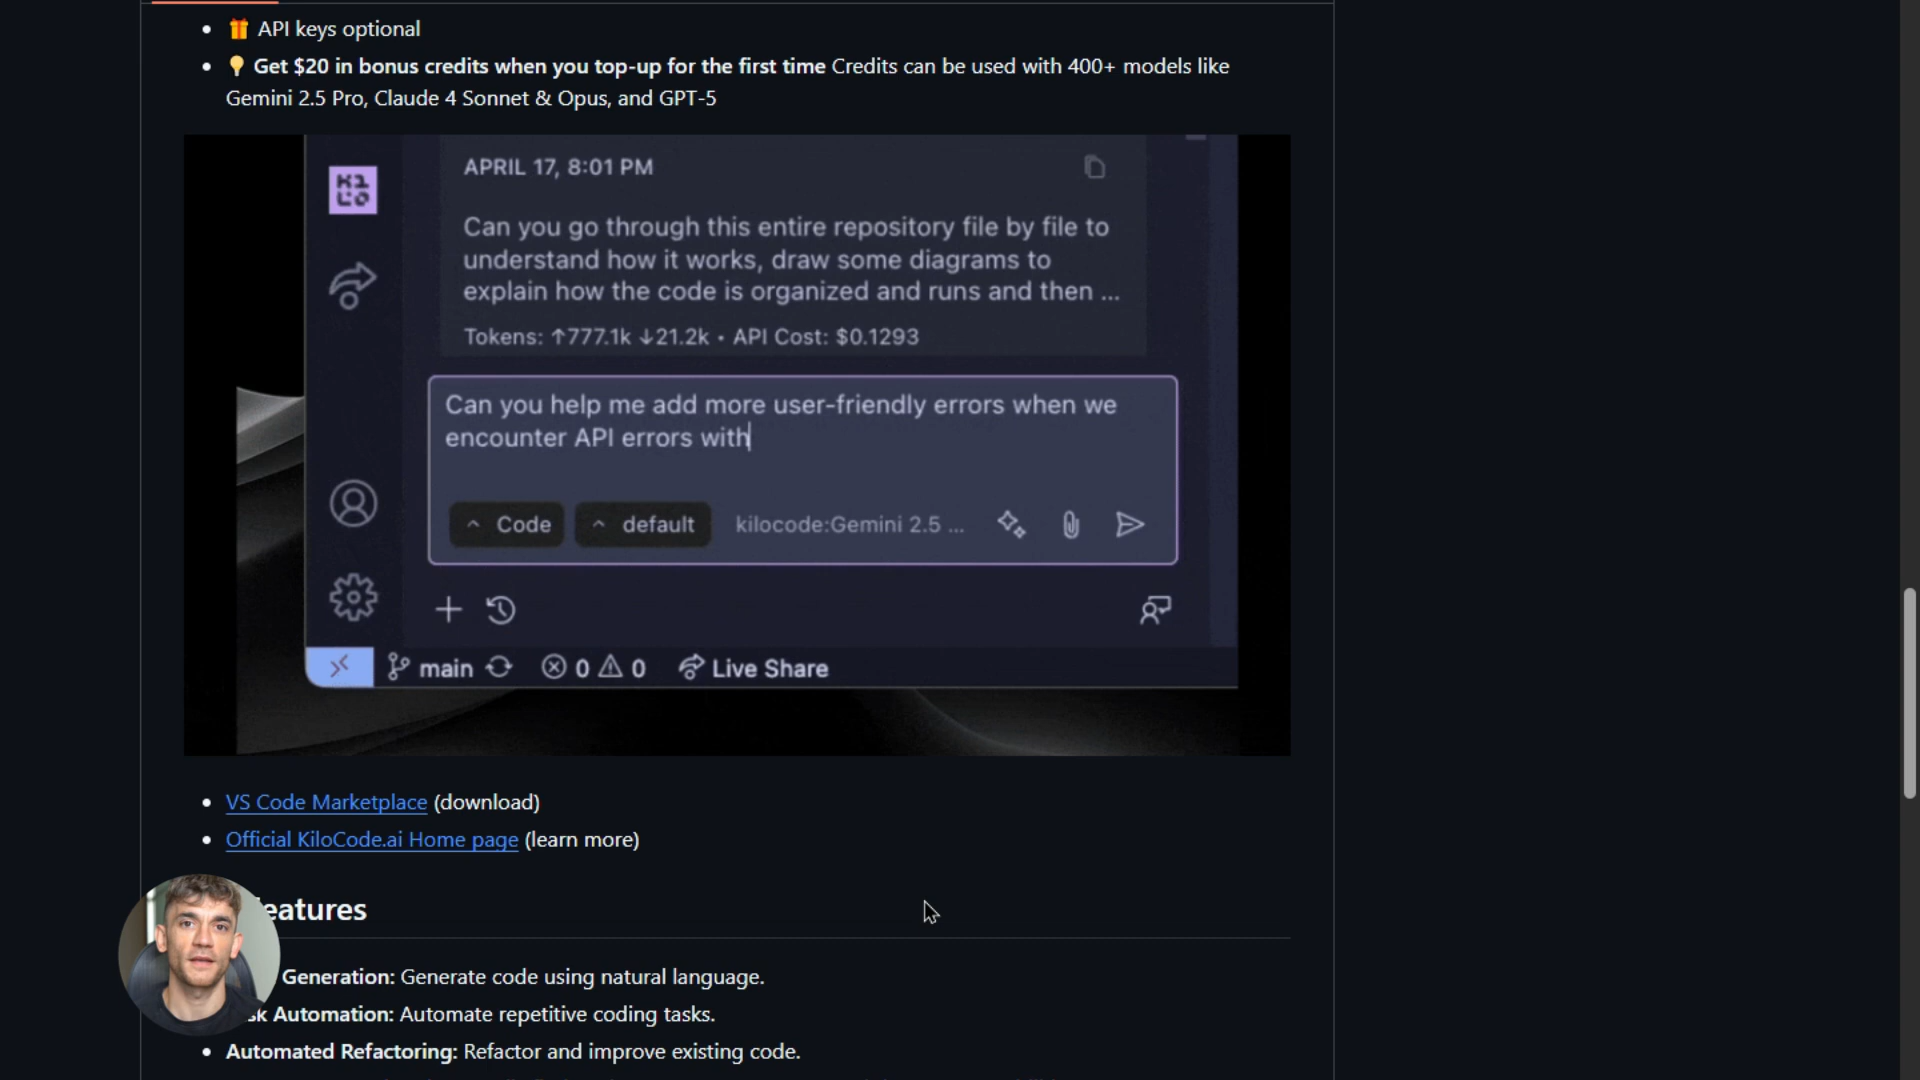 API keys optional
Get $20 in bonus credits when you top-up for the first time Credits can be used with 400+ models like
Gemini 2.5 Pro, Claude 4 Sonnet & Opus, and GPT-5
APRIL 17, 8:01 PM
Can you go through this entire repository file by file to
understand how it works, draw some diagrams to
explain how the code is organized and runs and then ...
Tokens: ↑777.1k ↓21.2k • API Cost: $0.1293
Can you help me add more user-friendly errors when we
encounter API errors with
Code
default
kilocode:Gemini 2.5 ...
main
0
0
Live Share
VS Code Marketplace (download)
Official KiloCode.ai Home page (learn more)
eatures
Generation: Generate code using natural language.
sk Automation: Automate repetitive coding tasks.
Automated Refactoring: Refactor and improve existing code.